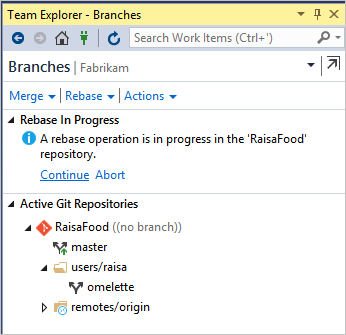 Team Explorer - Branches
Search Work Items (Ctrl+')
Branches | Fabrikam
Merge | Rebase | Actions
Rebase In Progress
A rebase operation is in progress in the 'RaisaFood'
repository.
Continue Abort
Active Git Repositories
RaisaFood ((no branch))
master
users/raisa
omelette
remotes/origin